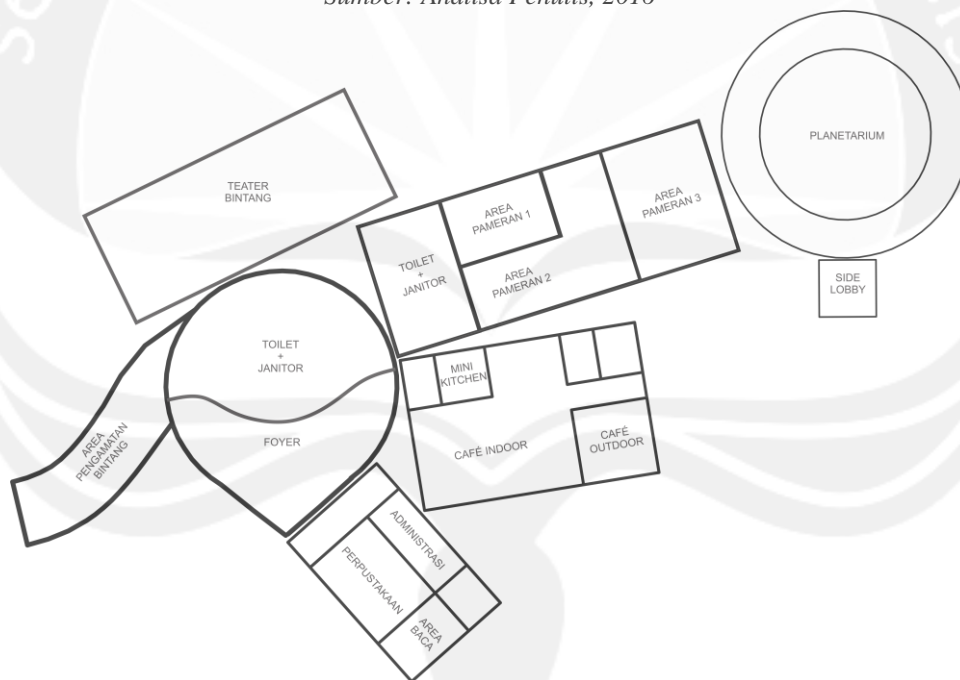 Sumber: Analisa Penulis, 2016
PLANETARIUM
TEATER
BINTANG
AREA
PAMERAN 1
AREA
PAMERAN 3
TOILET
+
JANITOR
AREA
PAMERAN 2
SIDE
LOBBY
TOILET
+
JANITOR
MINI
KITCHEN
FOYER
CAFÉ INDOOR
CAFÉ
OUTDOOR
AREA
PENGAMATAN
BINTANG
ADMINISTRASI
PERPUSTAKAAN
AREA
BACA